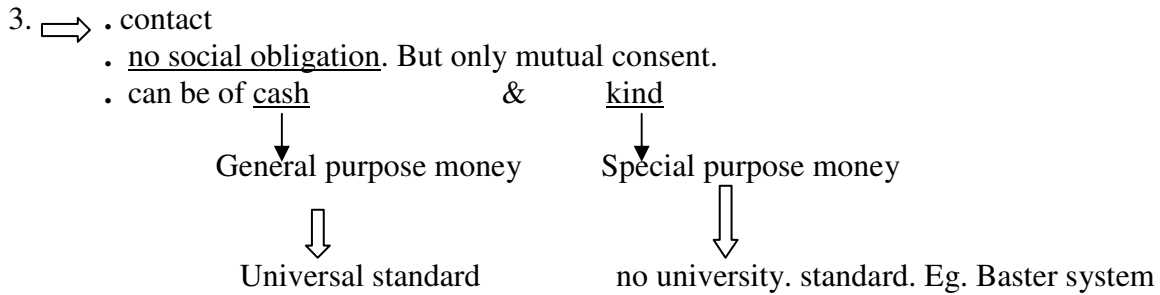 3. . contact
. no social obligation. But only mutual consent.
. can be of cash & kind
General purpose money Special purpose money
Universal standard no university. standard. Eg. Baster system